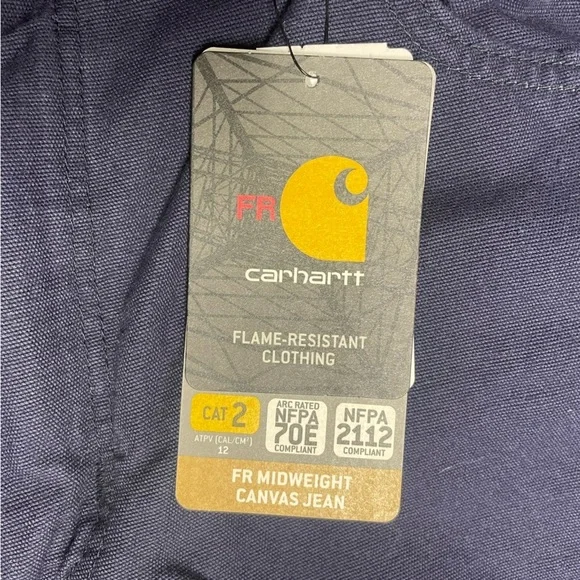 FR
carhartt
FLAME-RESISTANT
CLOTHING
CAT 2
ATPV (CAL/CM²)
12
ARC RATED
NFPA
70E
COMPLIANT
NFPA
2112
COMPLIANT
FR MIDWEIGHT
CANVAS JEAN